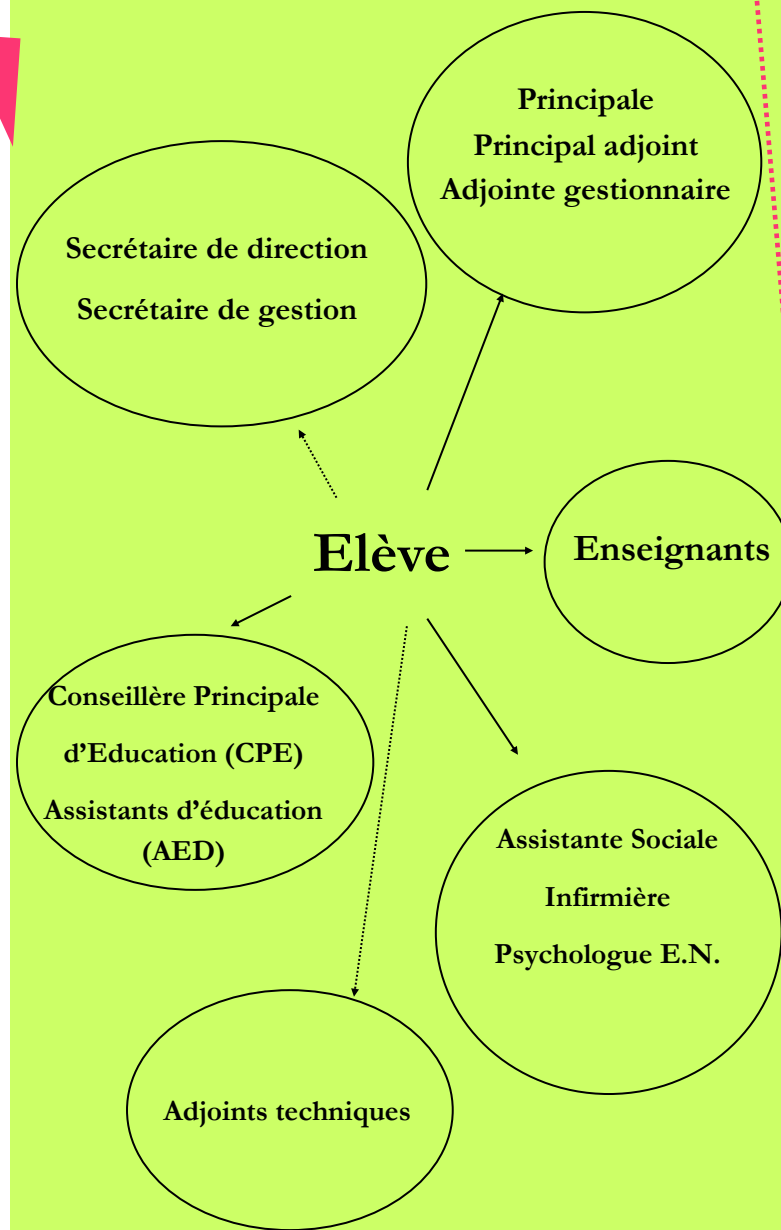 Principale
Principal adjoint
Adjointe gestionnaire
Secrétaire de direction
Secrétaire de gestion
Elève
Enseignants
Conseillère Principale
d'Education (CPE)
Assistants d'éducation
(AED)
Assistante Sociale
Infirmière
Psychologue E.N.
Adjoints techniques